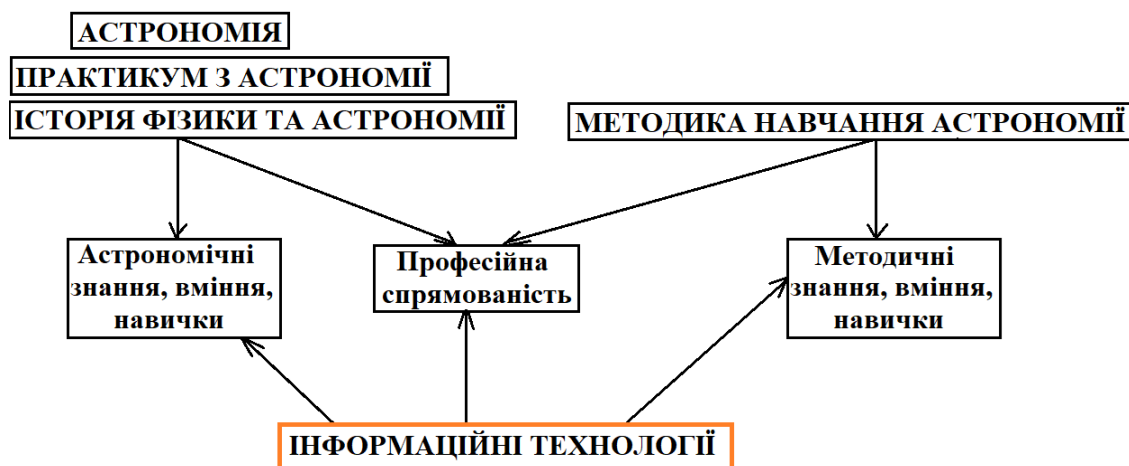 АСТРОНОМІЯ
ПРАКТИКУМ З АСТРОНОМІЇ
ІСТОРІЯ ФІЗИКИ ТА АСТРОНОМІЇ
МЕТОДИКА НАВЧАННЯ АСТРОНОМІЇ
Астрономічні
знання, вміння,
навички
Професійна
спрямованість
Методичні
знання, вміння,
навички
ІНФОРМАЦІЙНІ ТЕХНОЛОГІЇ